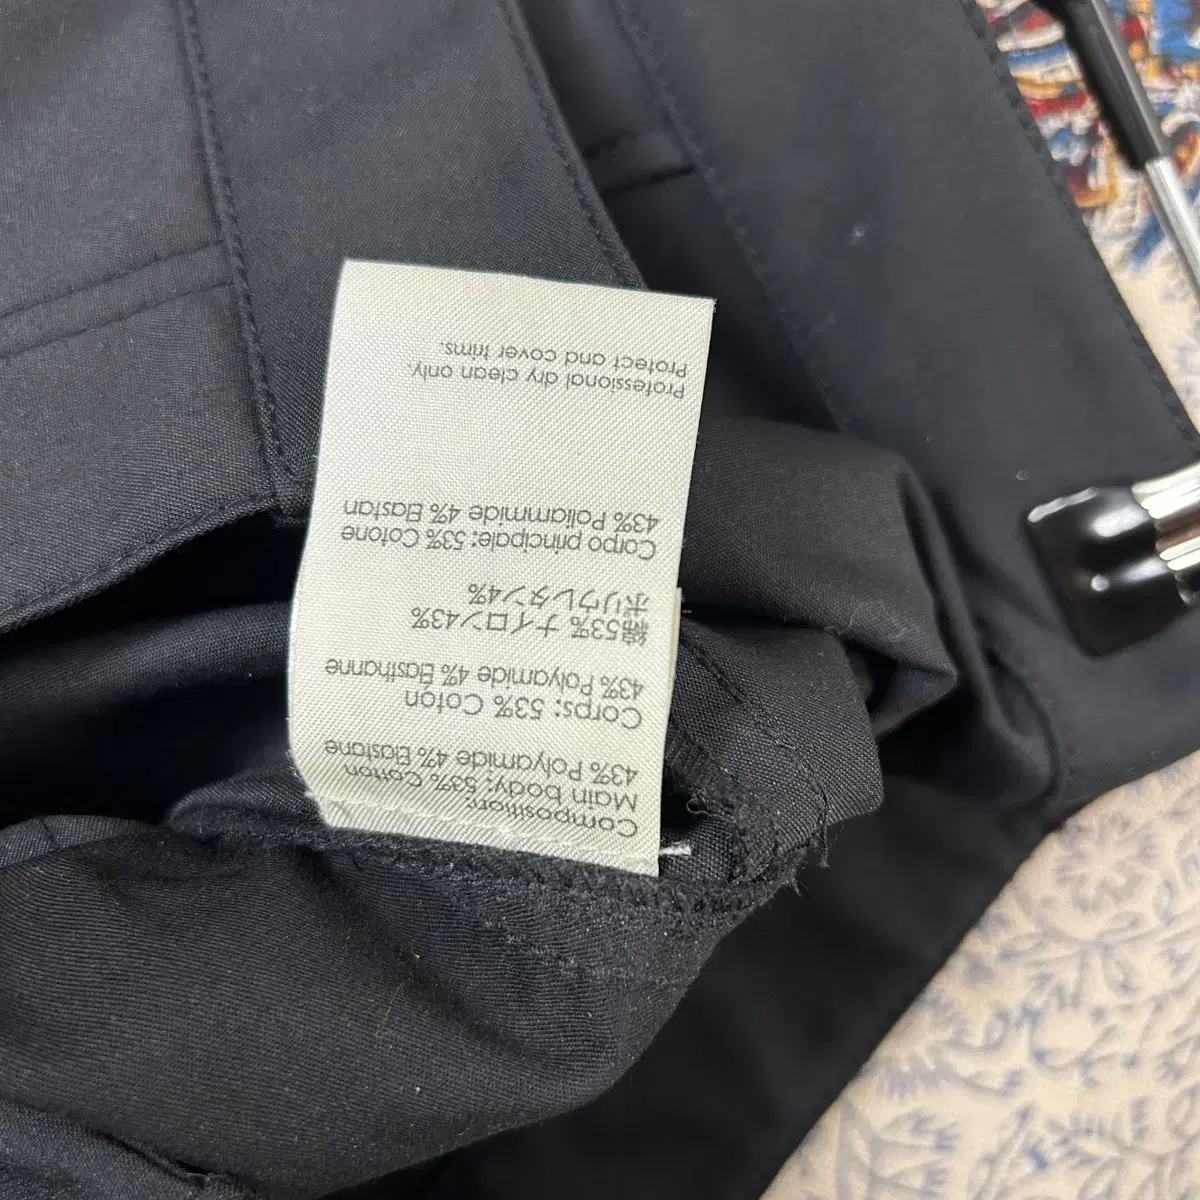 Composition:
Main body: 53% Cotton
43% Polyamide 4% Elastane
Corps: 53% Coton
43% Polyamide 4% Elasthanne
綿53% ナイロン43%
ポリウレタン4%
Corpo principale: 53% Cotone
43% Poliammide 4% Elastan
Professional dry clean only.
Protect and cover trims.